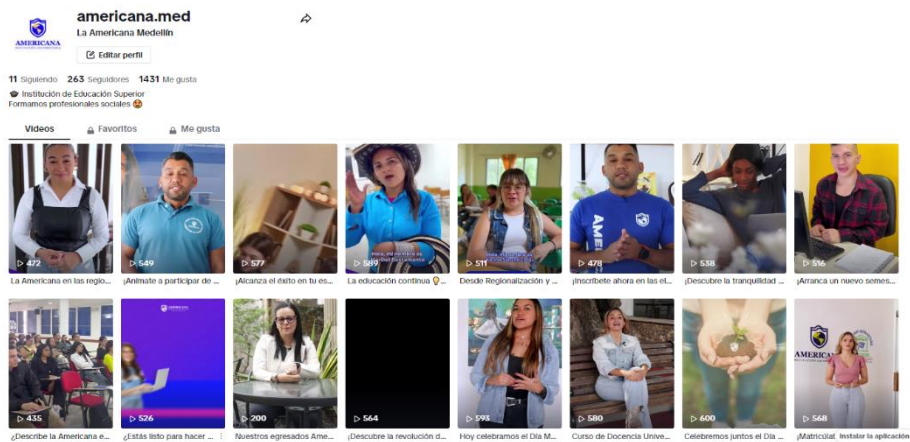 americana.med
La Americana Medellín
AMERICANA
Editar perfil
11 Siguiendo 263 Seguidores 1431 Me gusta
Institución de Educación Superior
Formamos profesionales sociales
Videos Favoritos Me gusta
472 549 577 589 511 478 538 516
La Americana en las regio... ¡Anímate a participar de ... ¡Alcanza el éxito en tu es... La educación continua ... Desde Regionalización y ... ¡Inscríbete ahora en las el... ¡Descubre la tranquilidad ... ¡Arranca un nuevo semes...
435 526 200 564 593 580 600 568
¿Describe la Americana e... ¿Estás listo para hacer ... Nuestros egresados Ame... ¡Descubre la revolución d... Hoy celebramos el Día M... Curso de Docencia Unive... Celebremos juntos el Día ... ¡Matricúlat Instalar la aplicación